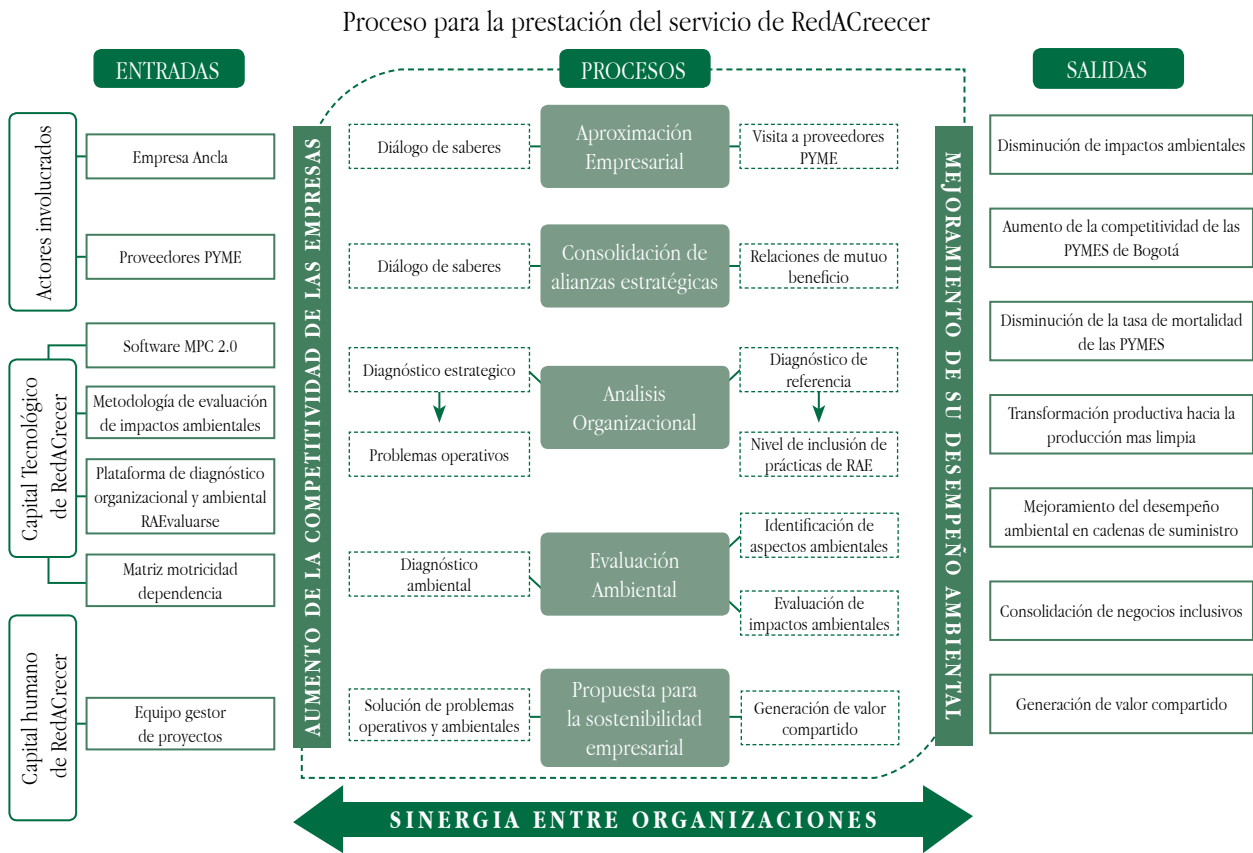 Proceso para la prestación del servicio de RedACreecer
ENTRADAS
Actores involucrados
Empresa Ancla
Proveedores PYME
Capital Tecnológico
de RedACrecer
Software MPC 2.0
Metodología de evaluación
de impactos ambientales
Plataforma de diagnóstico
organizacional y ambiental
RAEvaluarse
Matriz motricidad
dependencia
Capital humano
de RedACrecer
Equipo gestor
de proyectos
AUMENTO DE LA COMPETITIVIDAD DE LAS EMPRESAS
PROCESOS
Diálogo de saberes
Aproximación
Empresarial
Visita a proveedores
PYME
Diálogo de saberes
Consolidación de
alianzas estratégicas
Relaciones de mutuo
beneficio
Diagnóstico estrategico
Problemas operativos
Analisis
Organizacional
Diagnóstico de
referencia
Nivel de inclusión de
prácticas de RAE
Diagnóstico
ambiental
Evaluación
Ambiental
Identificación de
aspectos ambientales
Evaluación de
impactos ambientales
Solución de problemas
operativos y ambientales
Propuesta para
la sostenibilidad
empresarial
Generación de valor
compartido
MEJORAMIENTO DE SU DESEMPEÑO AMBIENTAL
SALIDAS
Disminución de impactos ambientales
Aumento de la competitividad de las
PYMES de Bogotá
Disminución de la tasa de mortalidad
de las PYMES
Transformación productiva hacia la
producción mas limpia
Mejoramiento del desempeño
ambiental en cadenas de suministro
Consolidación de negocios inclusivos
Generación de valor compartido
SINERGIA ENTRE ORGANIZACIONES